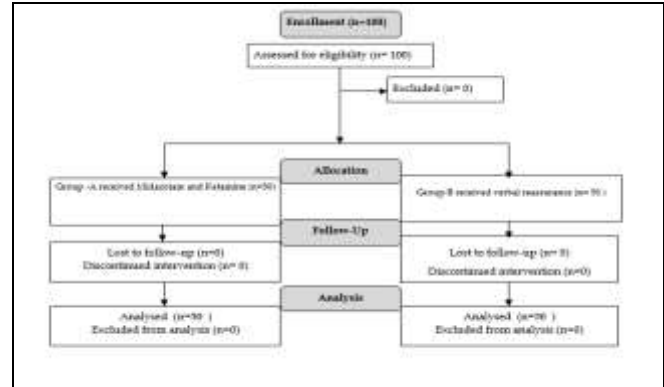 Enrollment (n=100)
Assessed for eligibility (n= 100)
Excluded (n= 0)
Allocation
Group -A received Midazolam and Ketamine (n=50)
Group B received verbal reassurance (n= 50 )
Follow-Up
Lost to follow-up (n=0)
Discontinued intervention (n= 0)
Lost to follow-up (n= 0)
Discontinued intervention (n=0)
Analysis
Analysed (n=50 )
Excluded from analysis (n=0)
Analysed (n=50 )
Excluded from analysis (n=0)